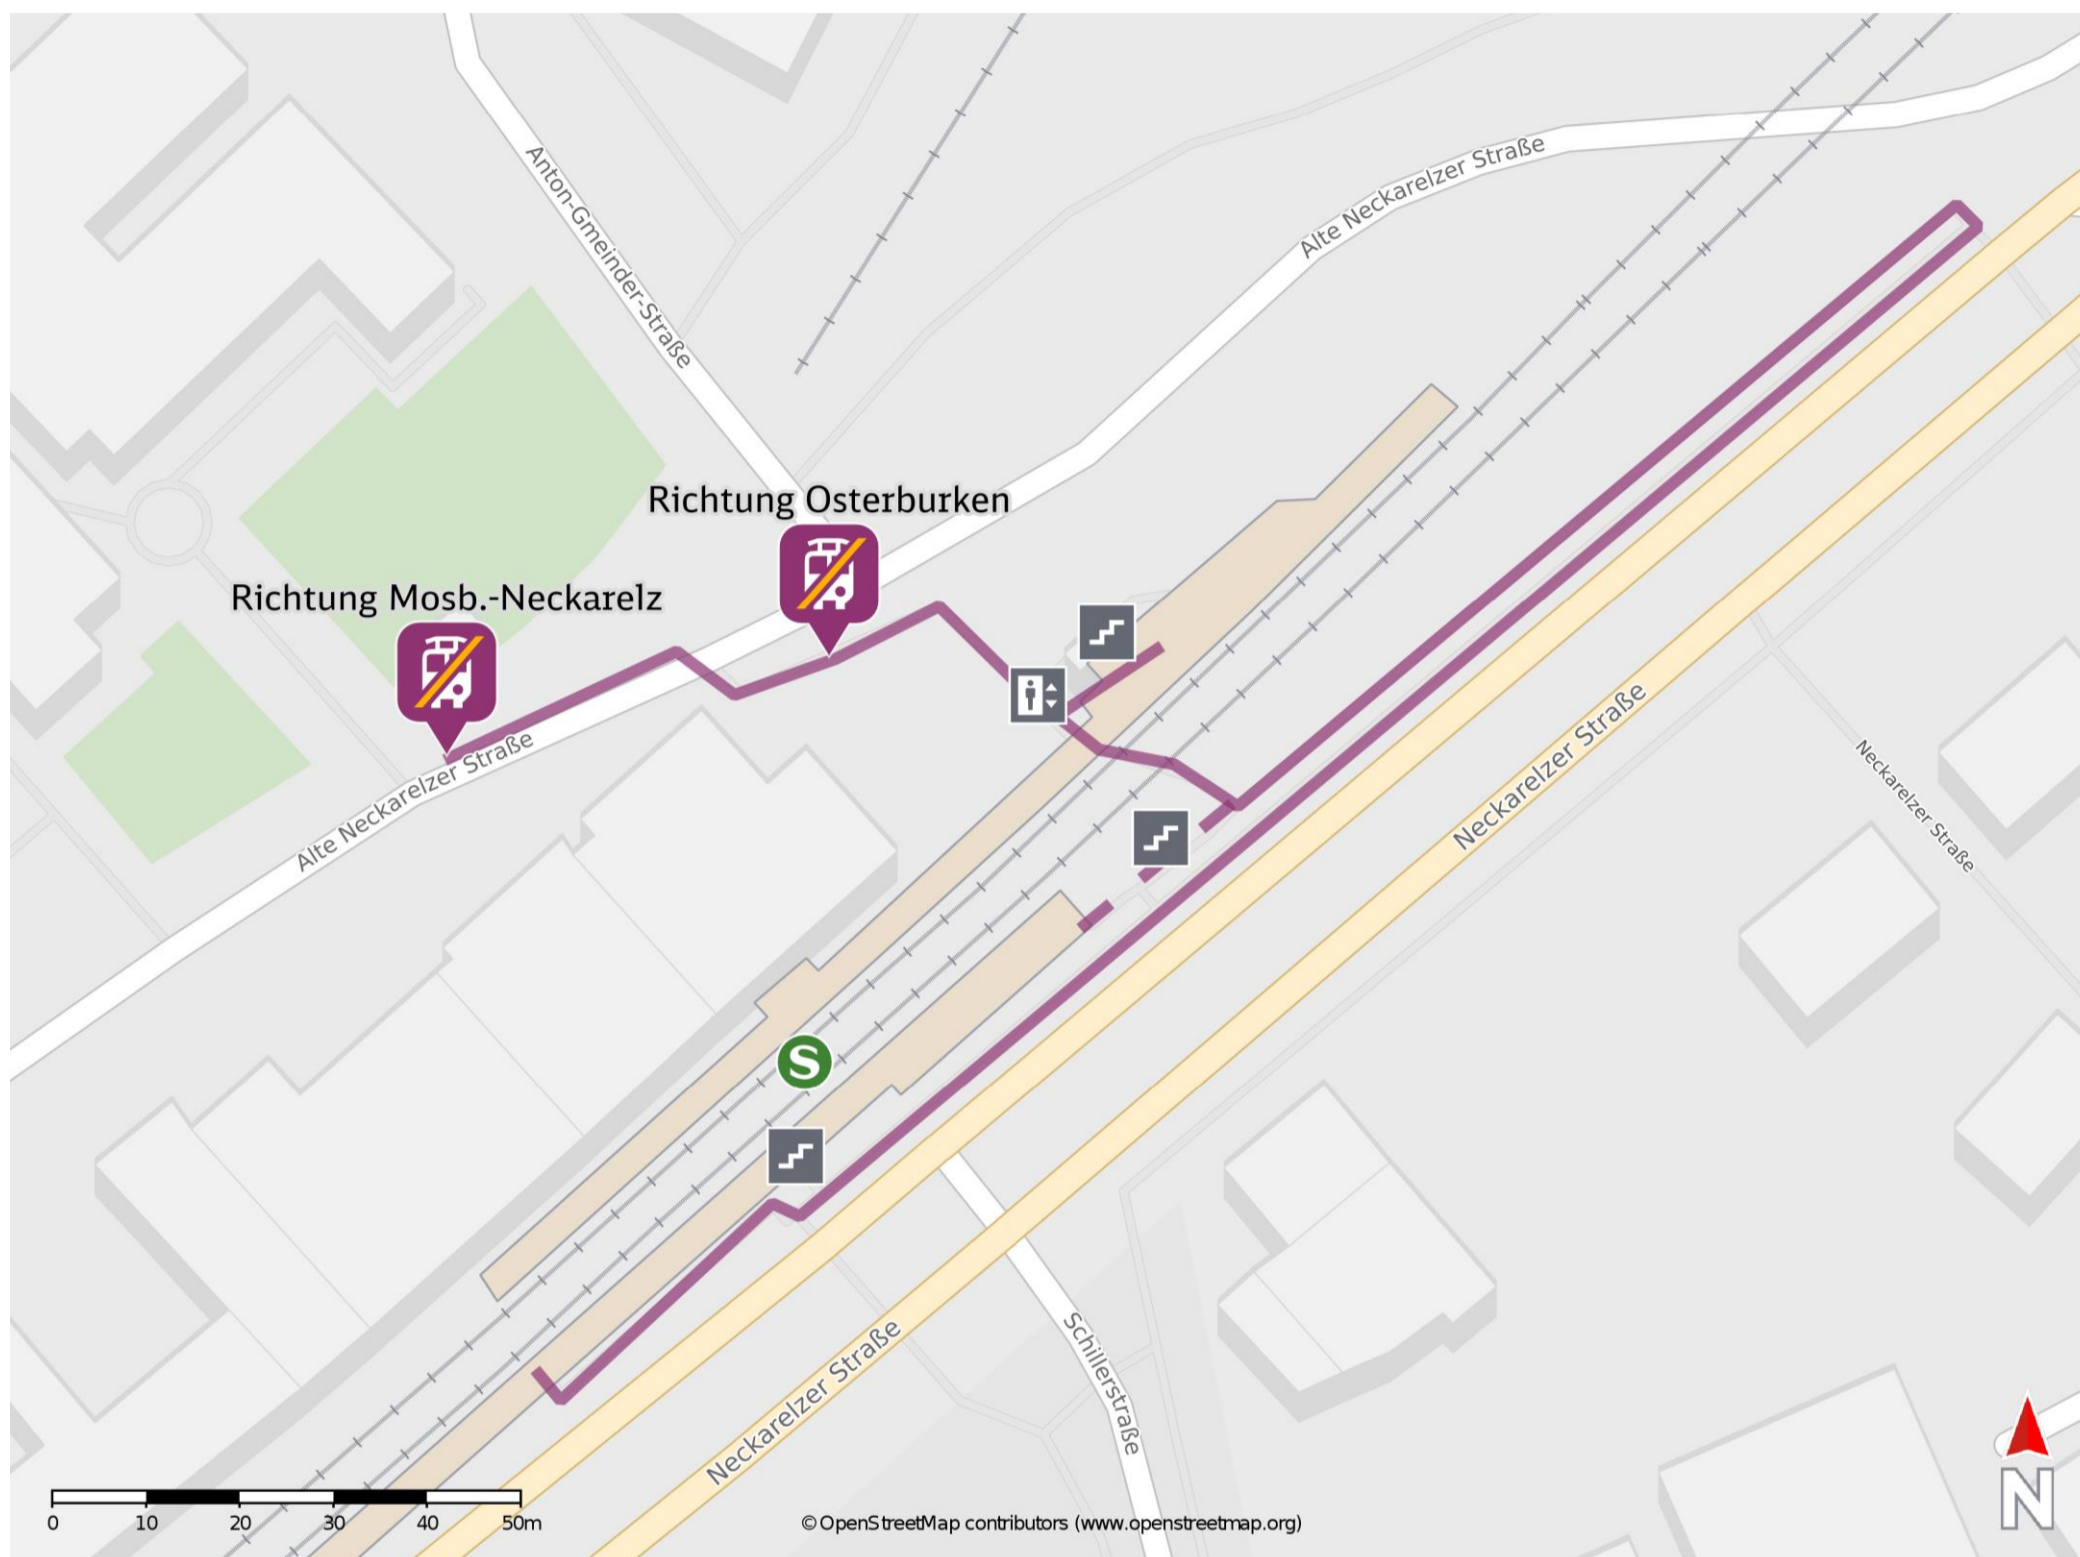 Anton-Gmeinder-Straße
Alte Neckarelzer Straße
Richtung Osterburken
Richtung Mosb.-Neckarelz
Alte Neckarelzer Straße
Neckarelzer Straße
Neckarelzer Straße
S
Schillerstraße
Neckarelzer Straße
N
0 10 20 30 40 50m
© OpenStreetMap contributors (www.openstreetmap.org)